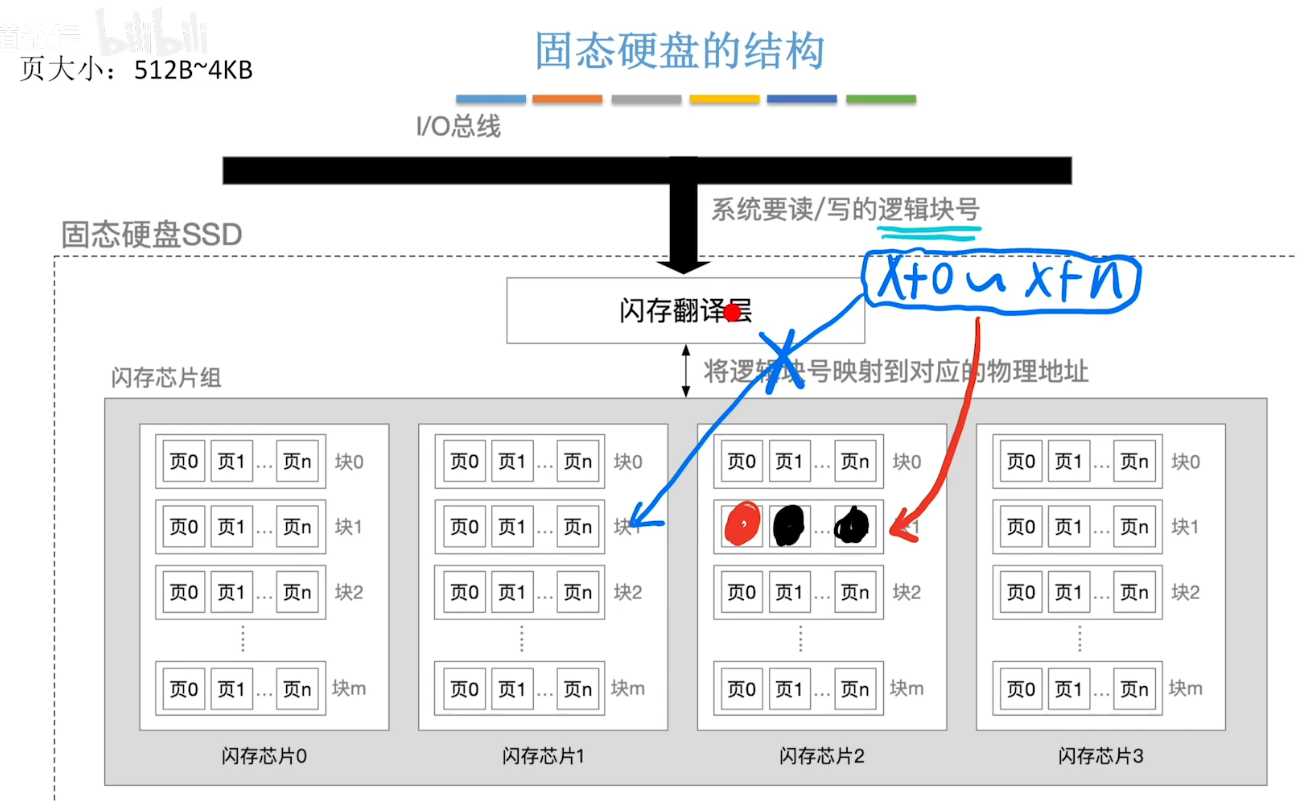 bilibili
固态硬盘的结构
页大小：512B~4KB
I/O总线
系统要读/写的逻辑块号
固态硬盘SSD
X+0 ~ X+n
闪存翻译层
将逻辑块号映射到对应的物理地址
闪存芯片组
页0 页1 … 页n 块0 页0 页1 … 页n 块0 页0 页1 … 页n 块0 页0 页1 … 页n 块0
页0 页1 … 页n 块1 页0 页1 … 页n 块1 … 1 页0 页1 … 页n 块1
页0 页1 … 页n 块2 页0 页1 … 页n 块2 页0 页1 … 页n 块2 页0 页1 … 页n 块2
页0 页1 … 页n 块m 页0 页1 … 页n 块m 页0 页1 … 页n 块m 页0 页1 … 页n 块m
闪存芯片0 闪存芯片1 闪存芯片2 闪存芯片3